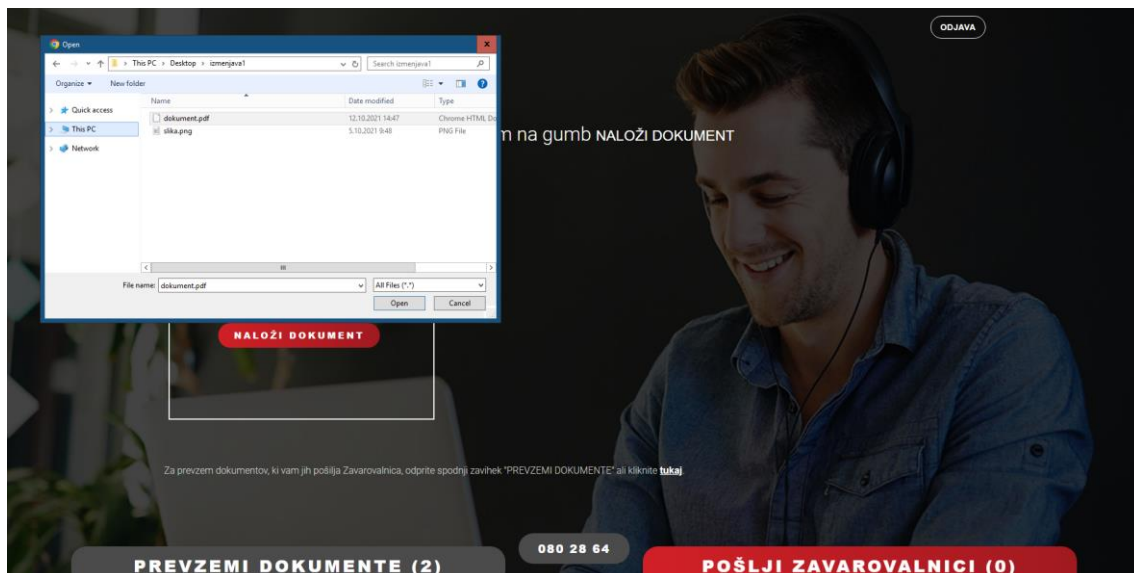 ODJAVA
Open
This PC > Desktop > izmenjava1
Search izmenjava1
Organize
New folder
Name
Date modified
Type
Quick access
dokument.pdf
12.10.2021 14:47
Chrome HTML Do
This PC
slika.png
5.10.2021 9:48
PNG File
Network
m na gumb NALOŽI DOKUMENT
File name:
dokument.pdf
All Files (*.*)
Open
Cancel
NALOŽI DOKUMENT
Za prevzem dokumentov, ki vam jih pošilja Zavarovalnica, odprite spodnji zavihek "PREVZEMI DOKUMENTE" ali kliknite tukaj.
080 28 64
PREVZEMI DOKUMENTE (2)
POŠLJI ZAVAROVALNICI (0)